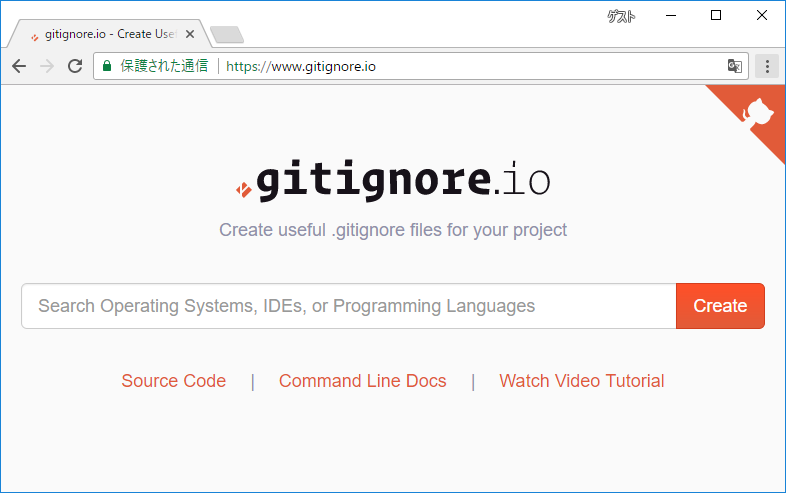 ゲスト
gitignore.io - Create Usef
保護された通信 | https://www.gitignore.io
.gitignore.io
Create useful .gitignore files for your project
Search Operating Systems, IDEs, or Programming Languages
Create
Source Code | Command Line Docs | Watch Video Tutorial